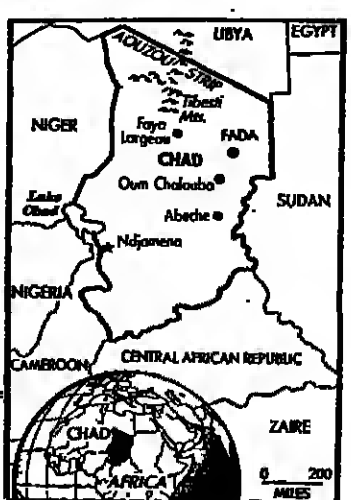 LIBYA
EGYPT
AOUZOU STRIP
Tibesti
Mts.
NIGER
Faya
Largeau
FADA
CHAD
Oum Chalouba
SUDAN
Lake
Chad
Abeche
Ndjamena
NIGERIA
CAMEROON
CENTRAL AFRICAN REPUBLIC
CHAD
ZAIRE
AFRICA
0 200
MILES